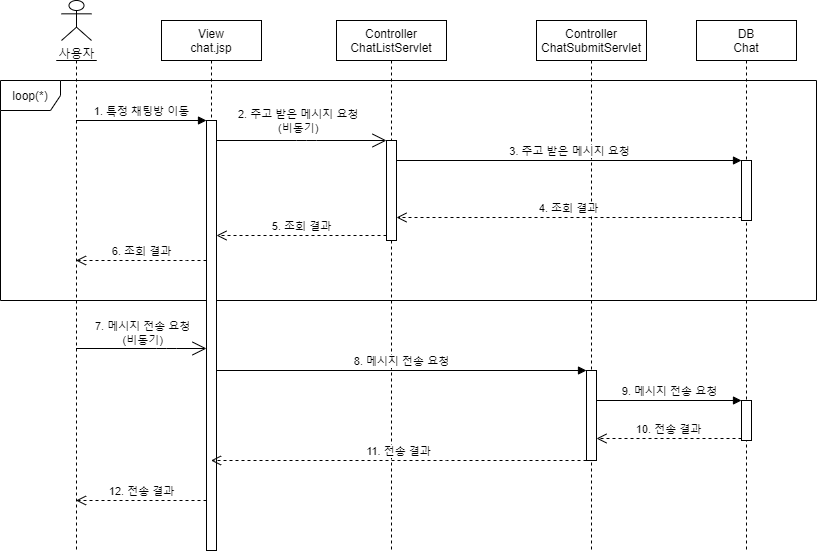 사용자
View
chat.jsp
Controller
ChatListServlet
Controller
ChatSubmitServlet
DB
Chat
loop(*)
1. 특정 채팅방 이동
2. 주고 받은 메시지 요청
(비동기)
3. 주고 받은 메시지 요청
4. 조회 결과
5. 조회 결과
6. 조회 결과
7. 메시지 전송 요청
(비동기)
8. 메시지 전송 요청
9. 메시지 전송 요청
10. 전송 결과
11. 전송 결과
12. 전송 결과